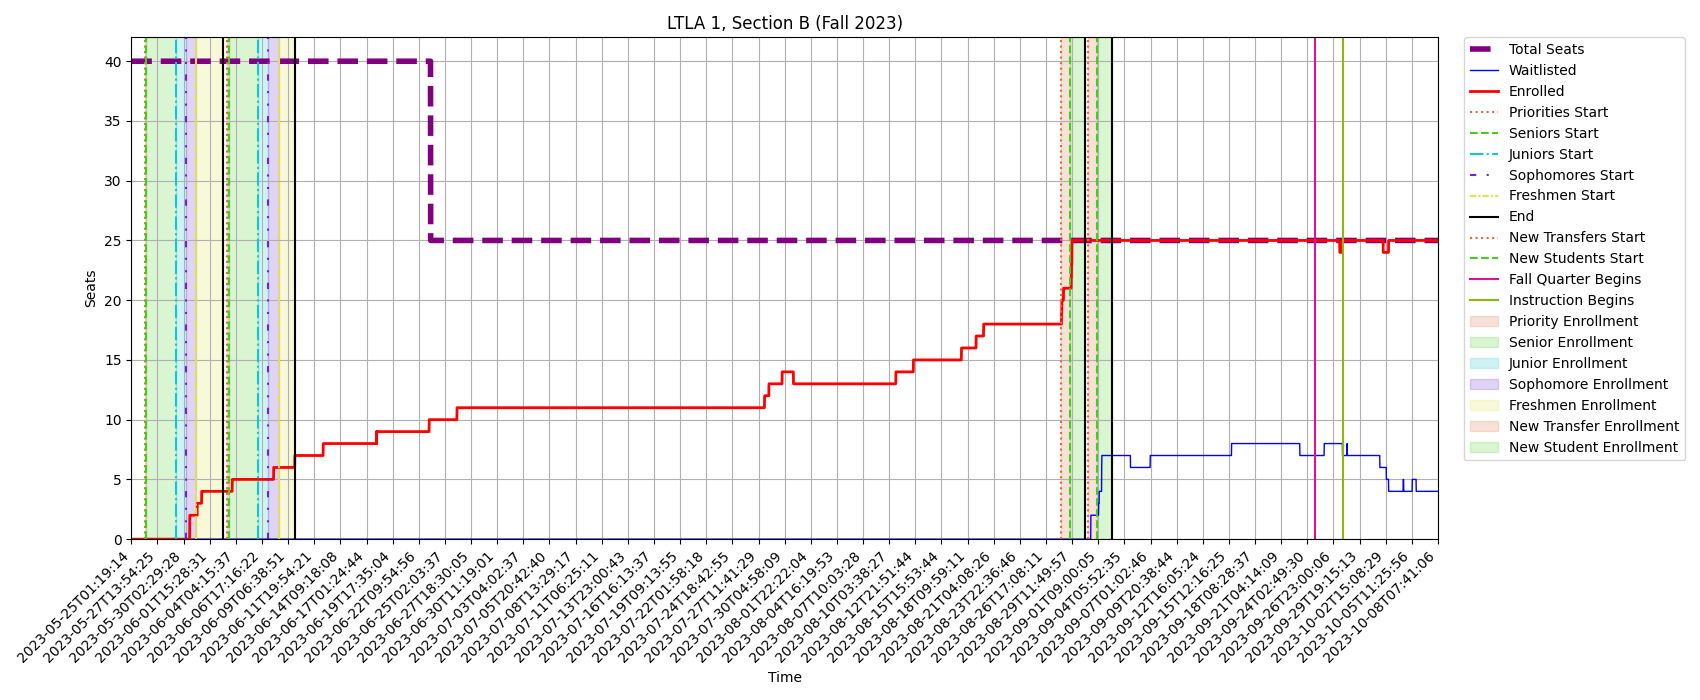 LTLA 1, Section B (Fall 2023)
Seats
40
35
30
25
20
15
10
5
0
2023-05-25T01:19:14
2023-05-27T13:54:25
2023-05-30T02:29:28
2023-06-01T15:28:31
2023-06-04T04:15:37
2023-06-06T17:16:22
2023-06-09T06:38:51
2023-06-11T19:54:21
2023-06-14T09:18:08
2023-06-17T01:24:44
2023-06-19T17:35:04
2023-06-22T09:54:56
2023-06-25T02:03:37
2023-06-27T18:30:05
2023-06-30T11:19:01
2023-07-03T04:02:37
2023-07-05T20:42:40
2023-07-08T13:29:17
2023-07-11T06:25:11
2023-07-13T23:00:43
2023-07-16T16:13:37
2023-07-19T09:13:55
2023-07-22T01:58:18
2023-07-24T18:42:55
2023-07-27T11:41:29
2023-07-30T04:58:09
2023-08-01T22:22:04
2023-08-04T16:19:53
2023-08-07T10:03:28
2023-08-10T03:38:27
2023-08-12T21:51:44
2023-08-15T15:53:44
2023-08-18T09:59:11
2023-08-21T04:08:26
2023-08-23T22:36:46
2023-08-26T17:08:11
2023-08-29T11:49:57
2023-09-01T09:00:05
2023-09-04T05:52:35
2023-09-07T01:02:46
2023-09-09T20:38:44
2023-09-12T16:05:24
2023-09-15T12:16:25
2023-09-18T08:28:37
2023-09-21T04:14:09
2023-09-24T02:49:30
2023-09-26T23:00:06
2023-09-29T19:15:13
2023-10-02T15:08:29
2023-10-05T11:25:56
2023-10-08T07:41:06
Time
Total Seats
Waitlisted
Enrolled
Priorities Start
Seniors Start
Juniors Start
Sophomores Start
Freshmen Start
End
New Transfers Start
New Students Start
Fall Quarter Begins
Instruction Begins
Priority Enrollment
Senior Enrollment
Junior Enrollment
Sophomore Enrollment
Freshmen Enrollment
New Transfer Enrollment
New Student Enrollment